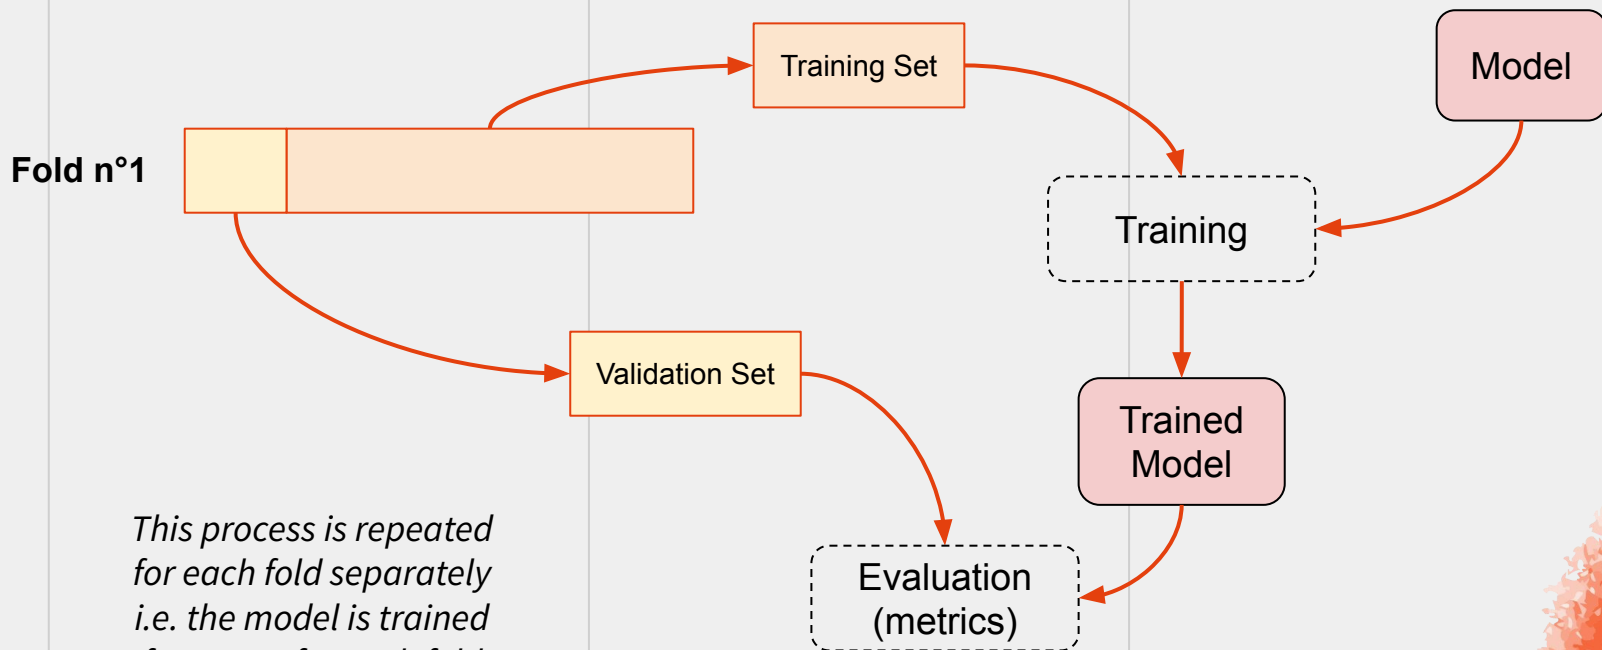 Training Set
Model
Fold n°1
Training
Validation Set
Trained
Model
This process is repeated
for each fold separately
i.e. the model is trained
Evaluation
(metrics)